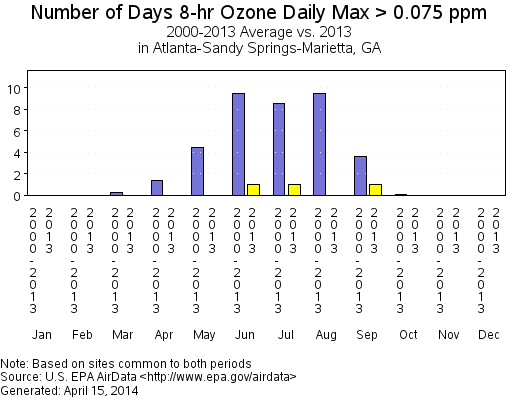 Number of Days 8-hr Ozone Daily Max > 0.075 ppm
2000-2013 Average vs. 2013
in Atlanta-Sandy Springs-Marietta, GA
10
8
6
4
2
0
2000-2013 2013 2000-2013 2013 2000-2013 2013 2000-2013 2013 2000-2013 2013 2000-2013 2013 2000-2013 2013 2000-2013 2013 2000-2013 2013 2000-2013 2013 2000-2013 2013 2000-2013 2013
Jan Feb Mar Apr May Jun Jul Aug Sep Oct Nov Dec
Note: Based on sites common to both periods
Source: U.S. EPA AirData <http://www.epa.gov/airdata>
Generated: April 15, 2014